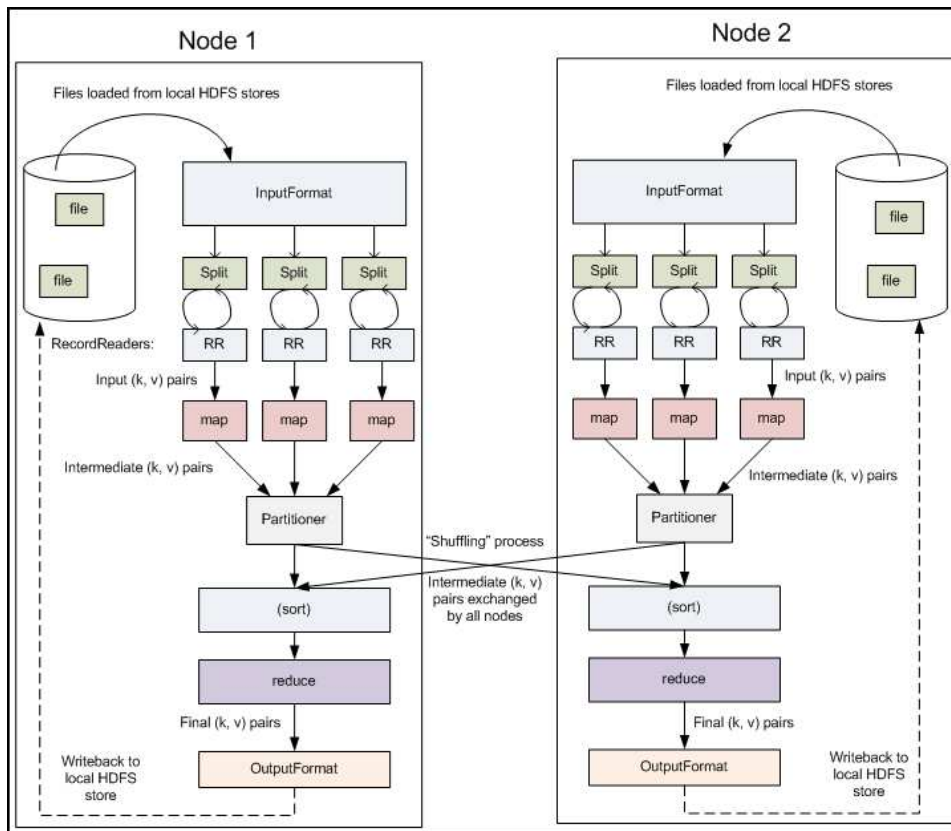 Node 1
Files loaded from local HDFS stores
InputFormat
file
file
Split
Split
Split
RecordReaders:
RR
RR
RR
Input (k, v) pairs
map
map
map
Intermediate (k, v) pairs
Partitioner
(sort)
reduce
Final (k, v) pairs
Writeback to
local HDFS
store
OutputFormat
"Shuffling" process
Intermediate (k, v)
pairs exchanged
by all nodes
Node 2
Files loaded from local HDFS stores
InputFormat
file
file
Split
Split
Split
RR
RR
RR
Input (k, v) pairs
map
map
map
Intermediate (k, v) pairs
Partitioner
(sort)
reduce
Final (k, v) pairs
Writeback to
local HDFS
store
OutputFormat